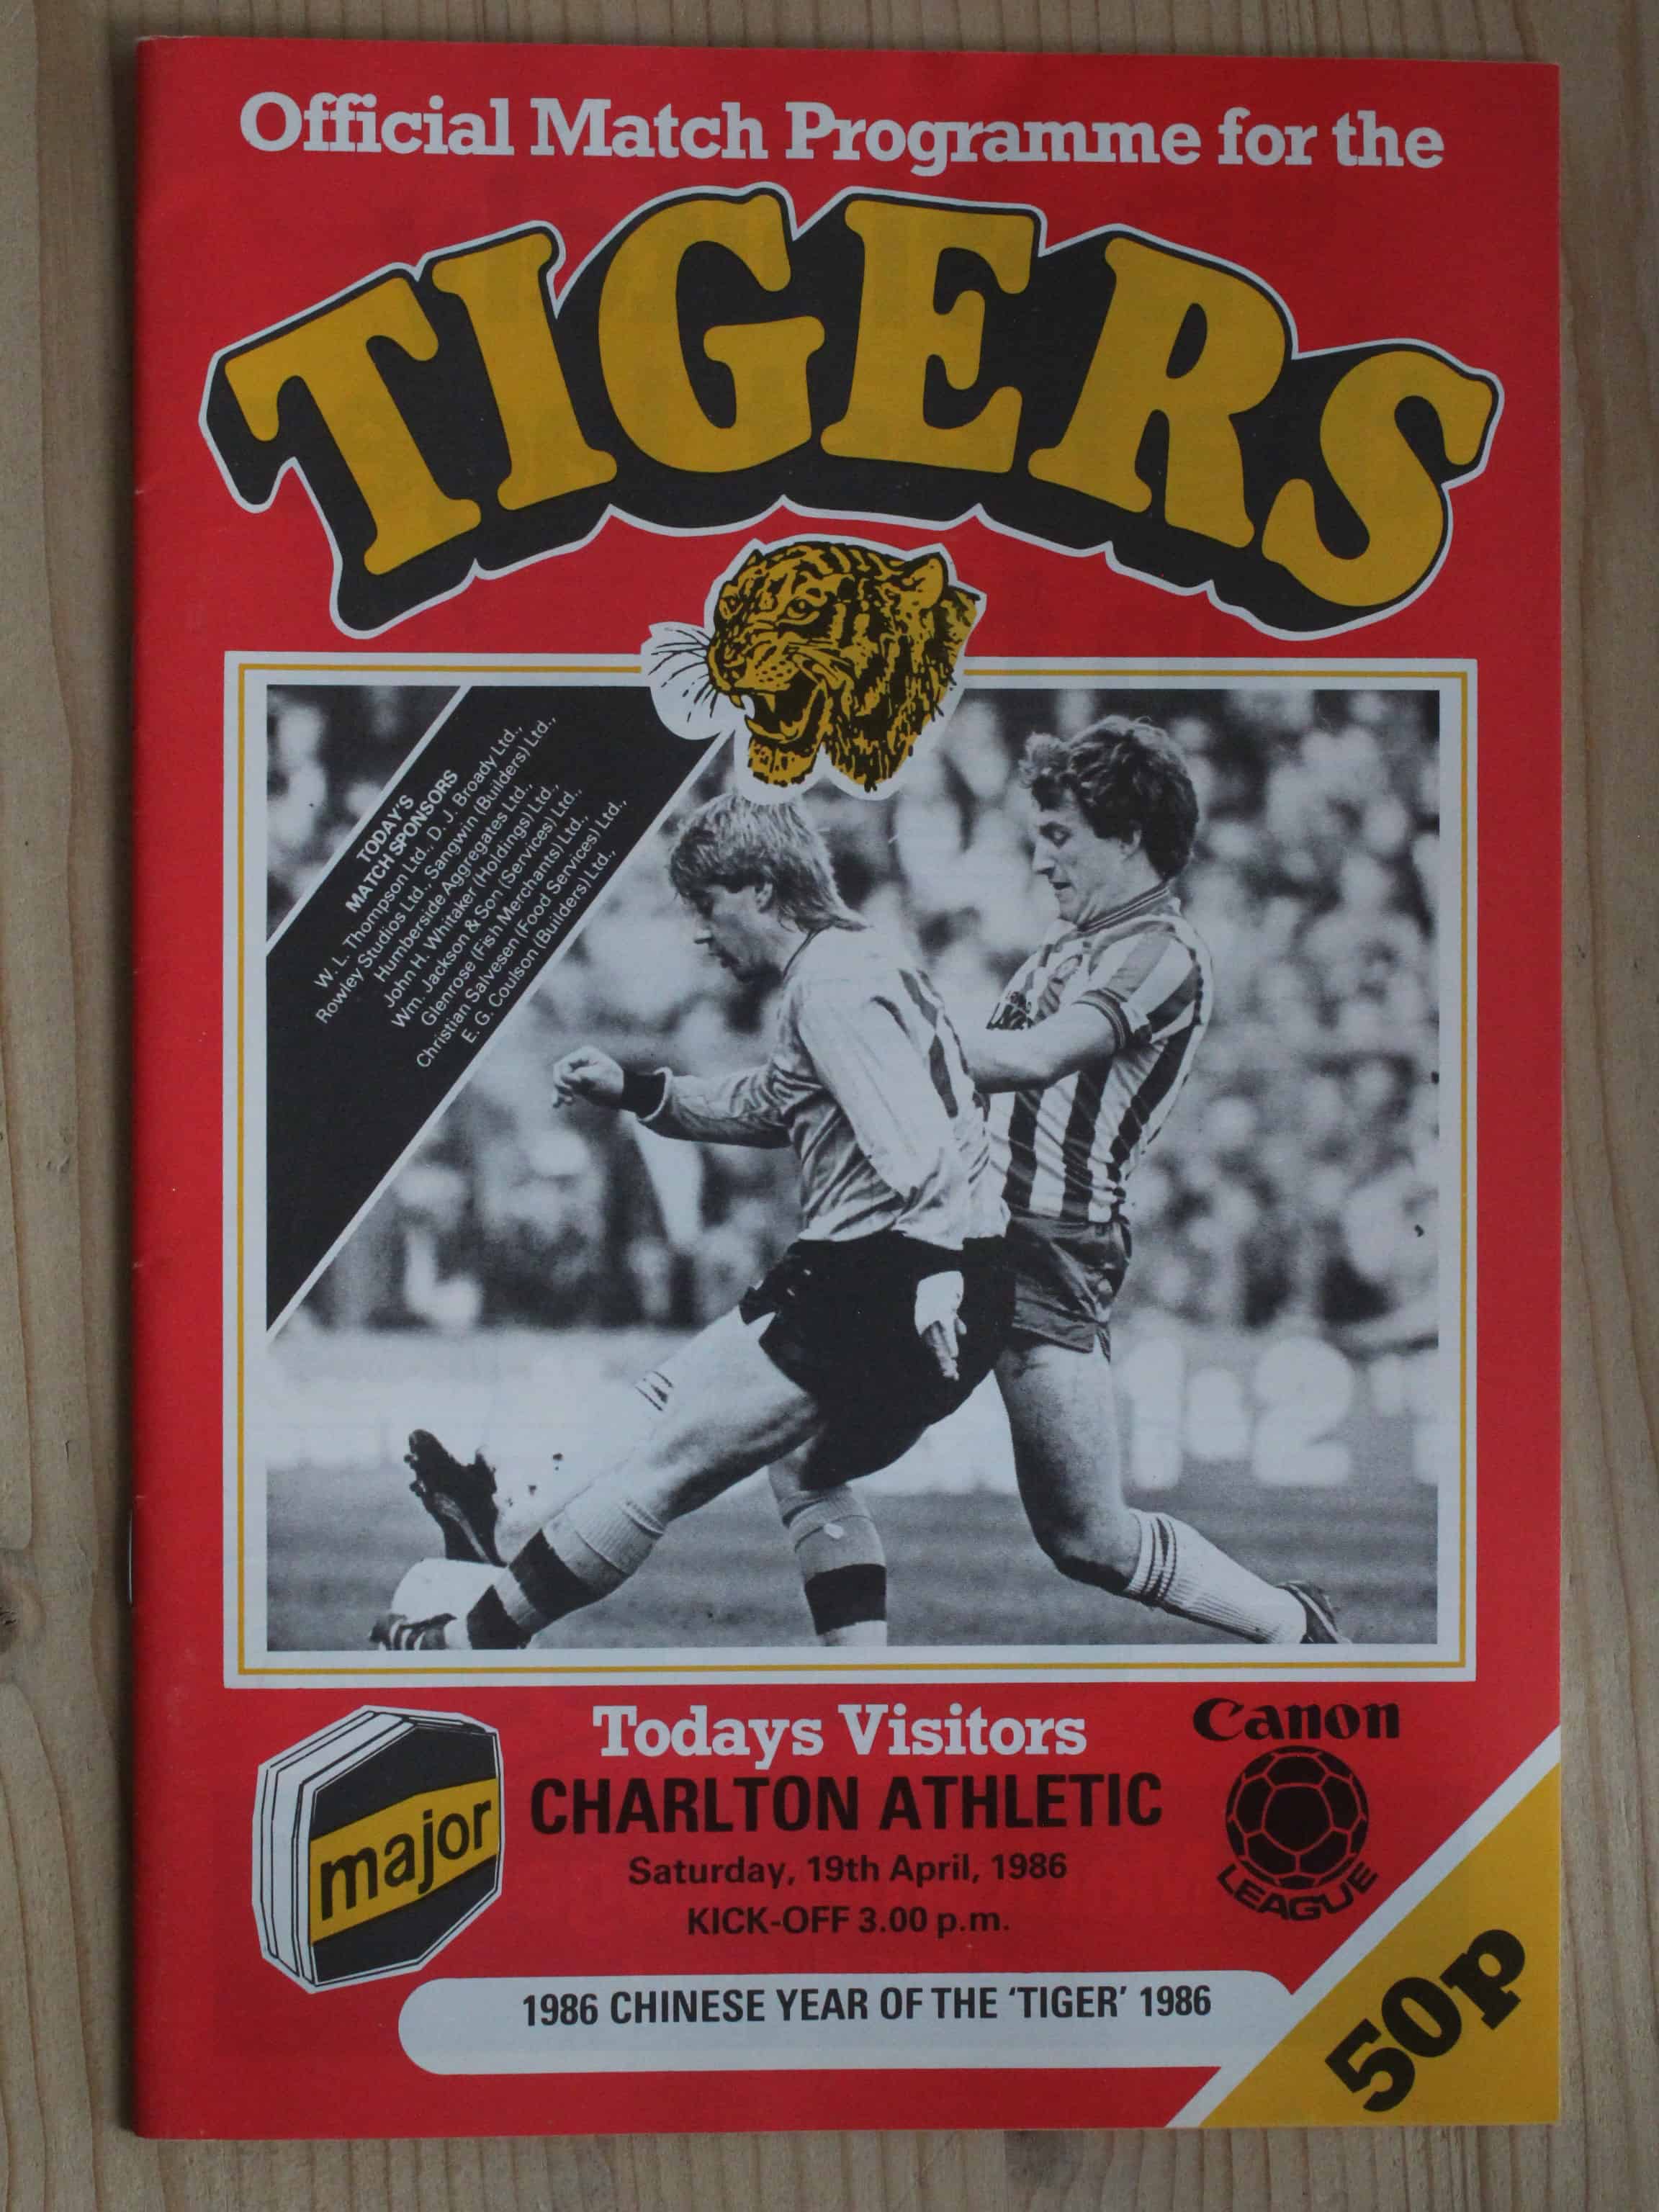 Official Match Programme for the
TIGERS
TODAY'S
MATCH SPONSORS
W. L. Thompson Ltd., D. J. Broady Ltd.,
Rowley Studios Ltd., Sangwin (Builders) Ltd.,
Humberside Aggregates Ltd.,
John H. Whitaker (Holdings) Ltd.,
Wm. Jackson & Son (Services) Ltd.,
Glenrose (Fish Merchants) Ltd.,
Christian Salvesen (Food Services) Ltd.,
E. G. Coulson (Builders) Ltd.,
major
Todays Visitors
CHARLTON ATHLETIC
Saturday, 19th April, 1986
KICK-OFF 3.00 p.m.
Canon
LEAGUE
1986 CHINESE YEAR OF THE ‘TIGER’ 1986
50p